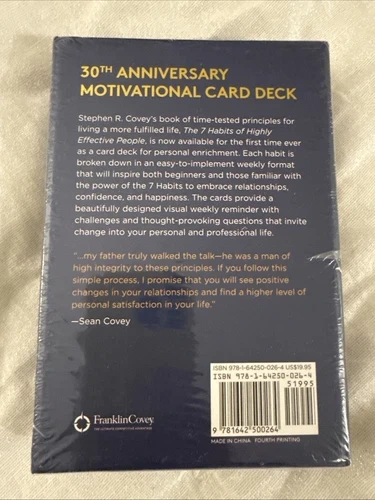 30TH ANNIVERSARY
MOTIVATIONAL CARD DECK
Stephen R. Covey's book of time-tested principles for
living a more fulfilled life, The 7 Habits of Highly
Effective People, is now available for the first time ever
as a card deck for personal enrichment. Each habit is
broken down in an easy-to-implement weekly format
that will inspire both beginners and those familiar with
the power of the 7 Habits to embrace relationships,
confidence, and happiness. The cards provide a
beautifully designed visual weekly reminder with
challenges and thought-provoking questions that invite
change into your personal and professional life.
"...my father truly walked the talk—he was a man of
high integrity to these principles. If you follow this
simple process, I promise that you will see positive
changes in your relationships and find a higher level of
personal satisfaction in your life."
—Sean Covey
ISBN 978-1-64250-026-4 US$19.95
ISBN 978-1-64250-026-4
51995
9 781642 500264
MADE IN CHINA FOURTH PRINTING
FranklinCovey
THE ULTIMATE COMPETITIVE ADVANTAGE